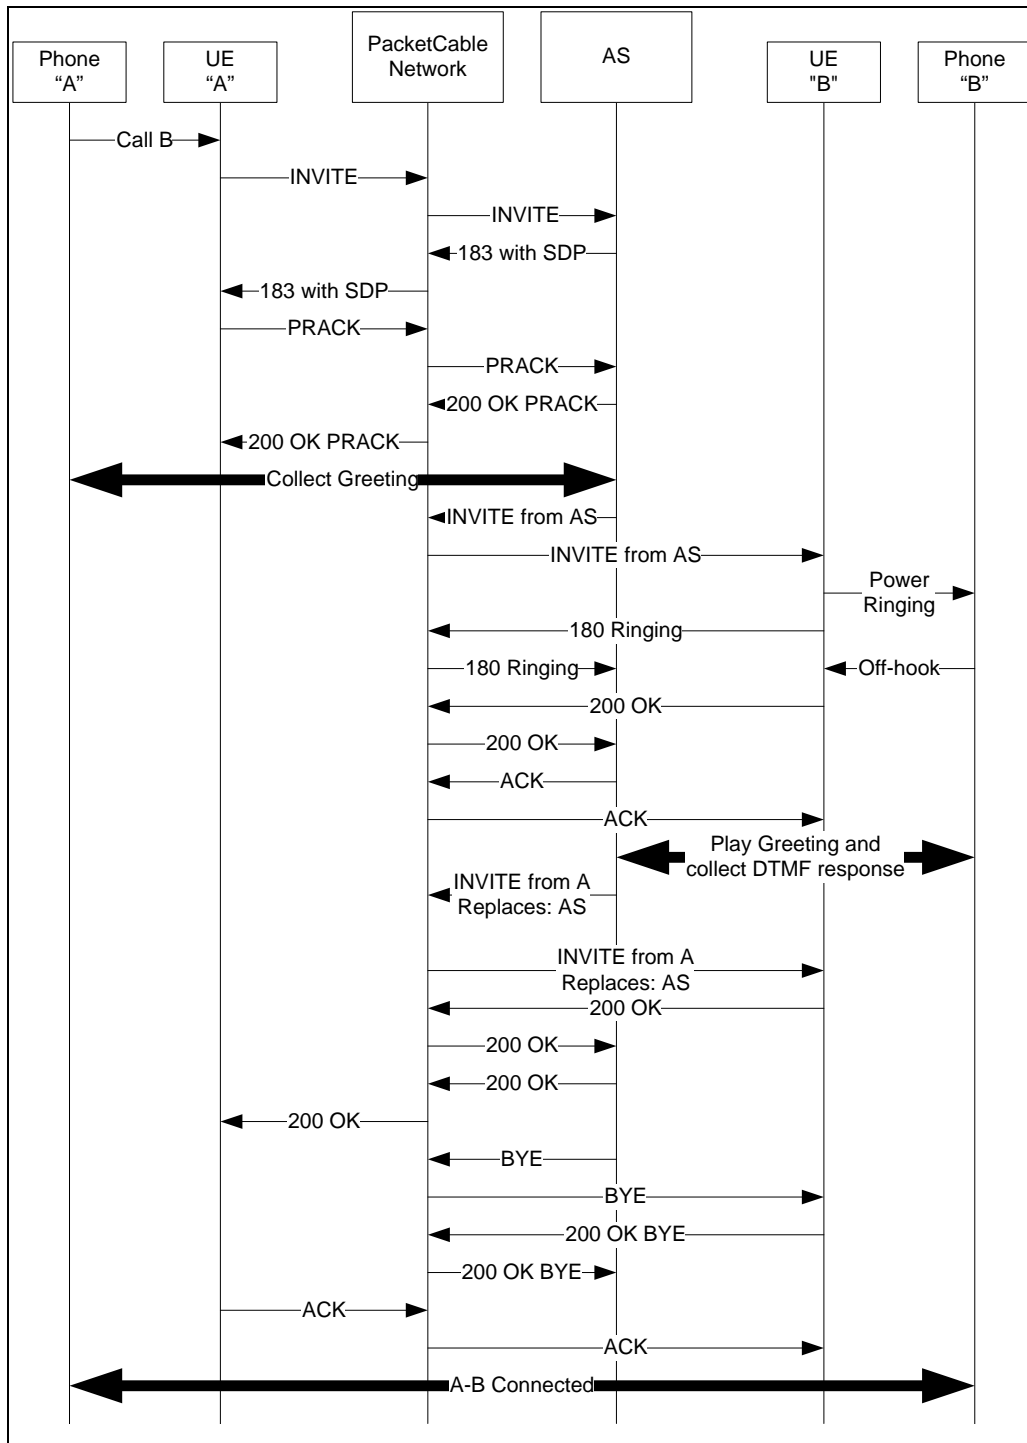 Phone
“A”
UE
“A”
PacketCable
Network
AS
UE
"B"
Phone
“B”
Call B
INVITE
INVITE
183 with SDP
183 with SDP
PRACK
PRACK
200 OK PRACK
200 OK PRACK
Collect Greeting
INVITE from AS
INVITE from AS
Power
Ringing
180 Ringing
180 Ringing
Off-hook
200 OK
200 OK
ACK
ACK
Play Greeting and
collect DTMF response
INVITE from A
Replaces: AS
INVITE from A
Replaces: AS
200 OK
200 OK
200 OK
200 OK
BYE
BYE
200 OK BYE
200 OK BYE
ACK
ACK
A-B Connected